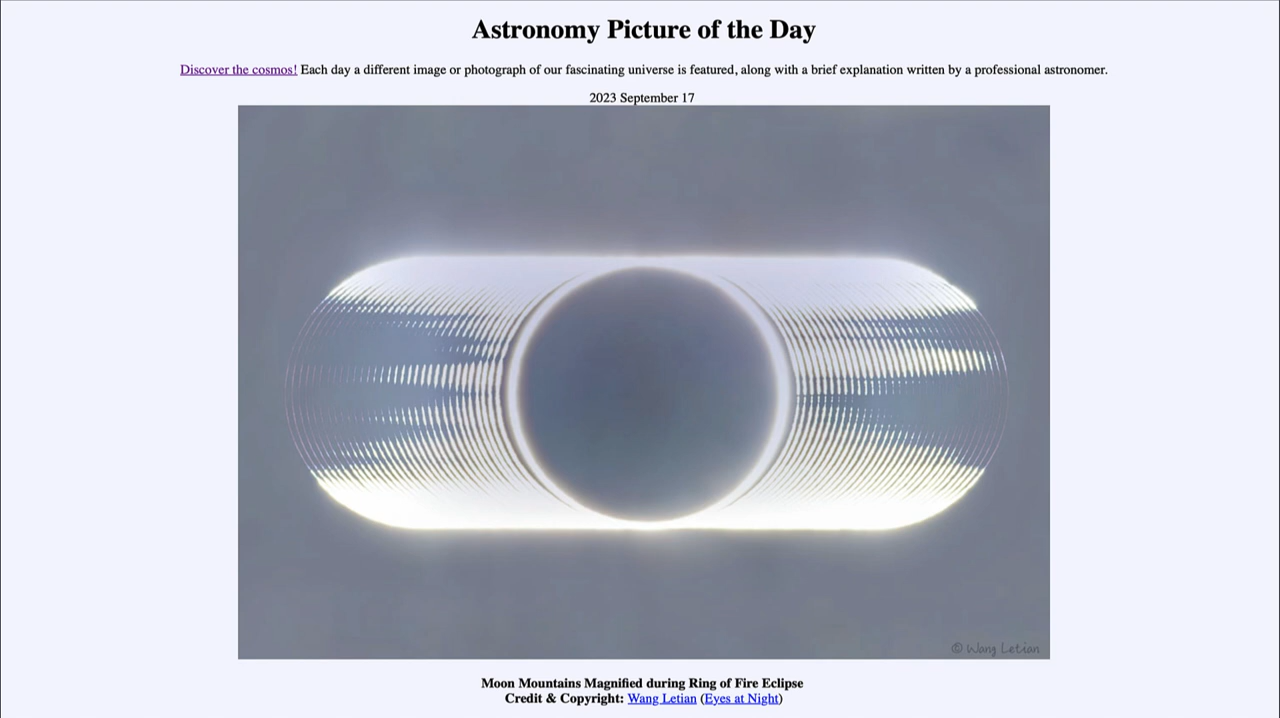 Astronomy Picture of the Day
Discover the cosmos! Each day a different image or photograph of our fascinating universe is featured, along with a brief explanation written by a professional astronomer.
2023 September 17
© Wang Letian
Moon Mountains Magnified during Ring of Fire Eclipse
Credit & Copyright: Wang Letian (Eyes at Night)